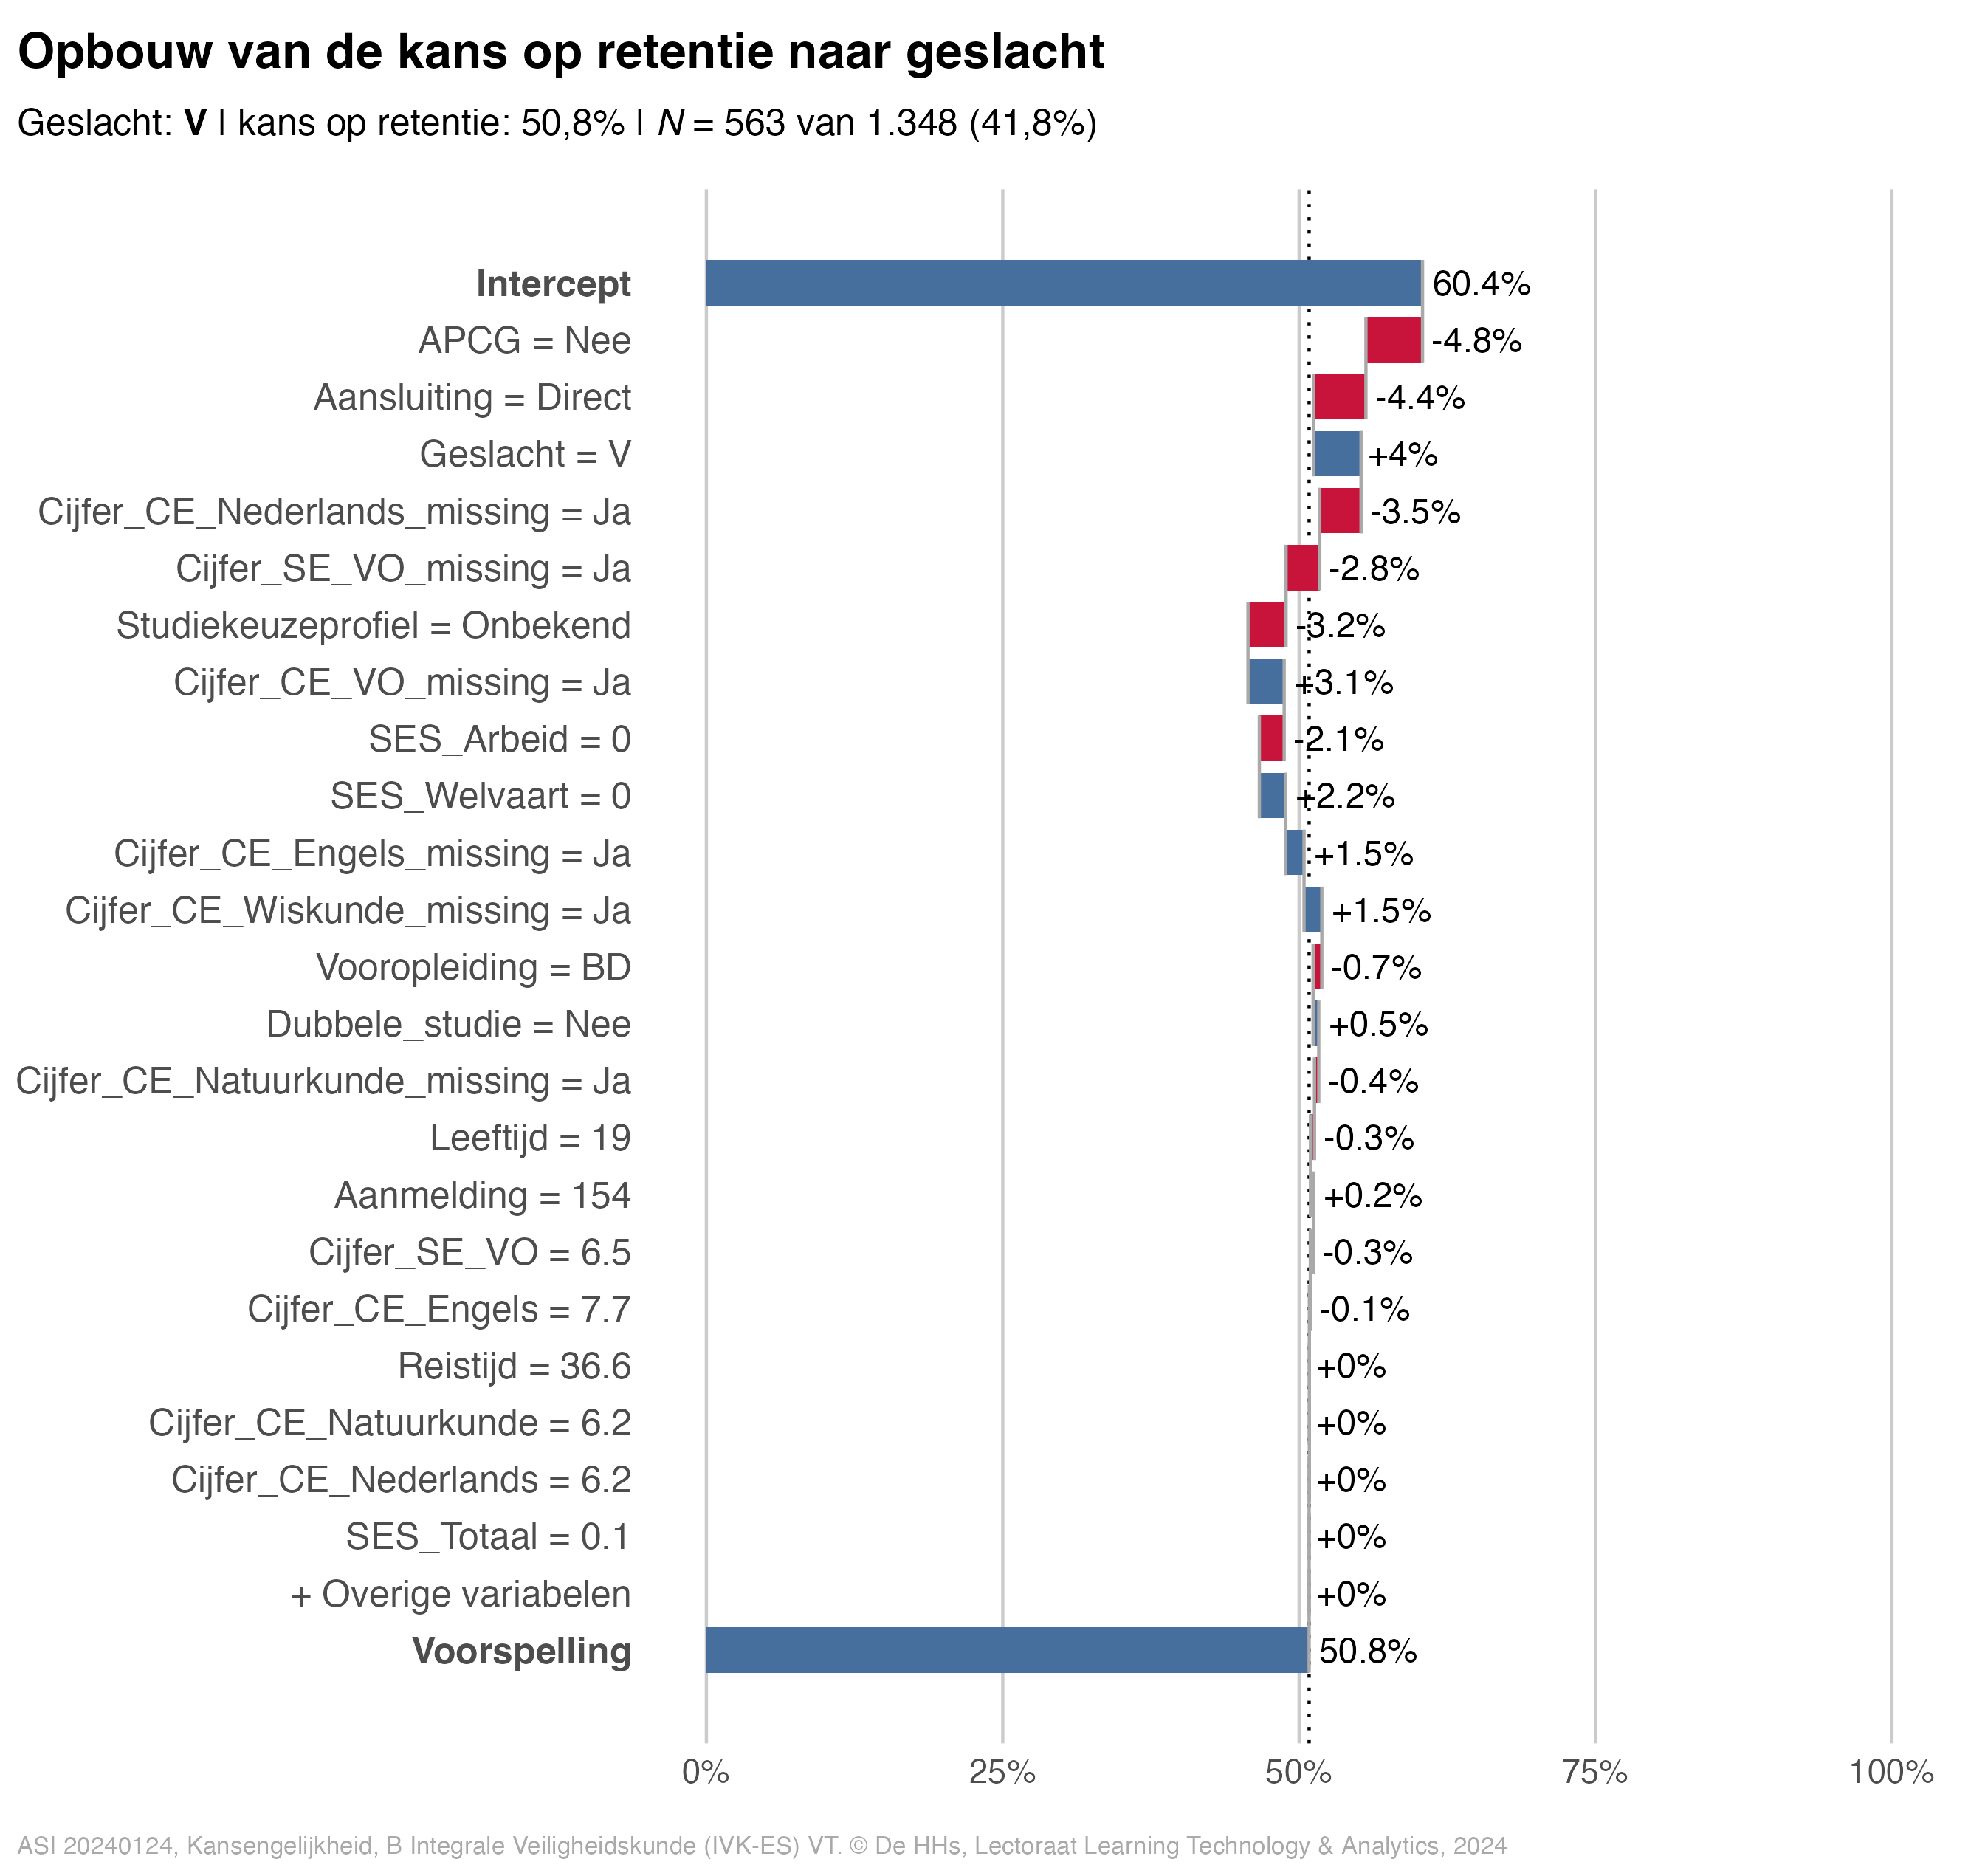 Opbouw van de kans op retentie naar geslacht
Geslacht: V | kans op retentie: 50,8% | N = 563 van 1.348 (41,8%)
Intercept 60.4%
APCG = Nee -4.8%
Aansluiting = Direct -4.4%
Geslacht = V +4%
Cijfer_CE_Nederlands_missing = Ja -3.5%
Cijfer_SE_VO_missing = Ja -2.8%
Studiekeuzeprofiel = Onbekend -3.2%
Cijfer_CE_VO_missing = Ja +3.1%
SES_Arbeid = 0 -2.1%
SES_Welvaart = 0 +2.2%
Cijfer_CE_Engels_missing = Ja +1.5%
Cijfer_CE_Wiskunde_missing = Ja +1.5%
Vooropleiding = BD -0.7%
Dubbele_studie = Nee +0.5%
Cijfer_CE_Natuurkunde_missing = Ja -0.4%
Leeftijd = 19 -0.3%
Aanmelding = 154 +0.2%
Cijfer_SE_VO = 6.5 -0.3%
Cijfer_CE_Engels = 7.7 -0.1%
Reistijd = 36.6 +0%
Cijfer_CE_Natuurkunde = 6.2 +0%
Cijfer_CE_Nederlands = 6.2 +0%
SES_Totaal = 0.1 +0%
+ Overige variabelen +0%
Voorspelling 50.8%
0% 25% 50% 75% 100%
ASI 20240124, Kansengelijkheid, B Integrale Veiligheidskunde (IVK-ES) VT. © De HHs, Lectoraat Learning Technology & Analytics, 2024